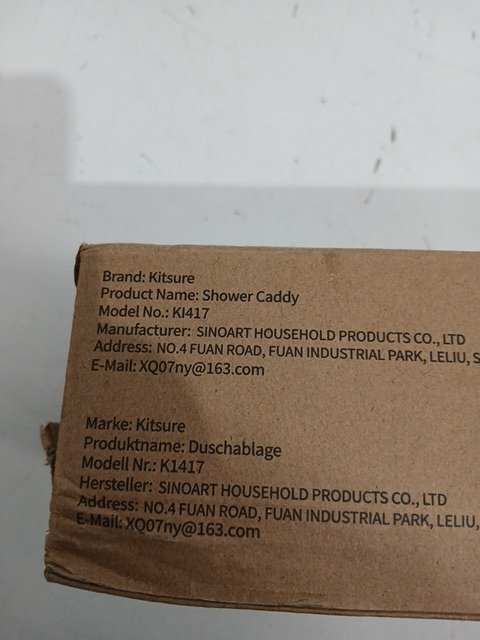 Brand: Kitsure
Product Name: Shower Caddy
Model No.: KI417
Manufacturer: SINOART HOUSEHOLD PRODUCTS CO., LTD
Address: NO.4 FUAN ROAD, FUAN INDUSTRIAL PARK, LELIU, S
E-Mail: XQ07ny@163.com
Marke: Kitsure
Produktname: Duschablage
Modell Nr.: K1417
Hersteller: SINOART HOUSEHOLD PRODUCTS CO., LTD
Address: NO.4 FUAN ROAD, FUAN INDUSTRIAL PARK, LELIU,
E-Mail: XQ07ny@163.com